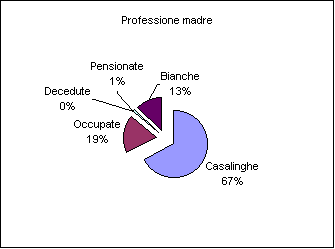 Professione madre
Pensionate
1%
Bianche
13%
Decedute
0%
Occupate
19%
Casalinghe
67%